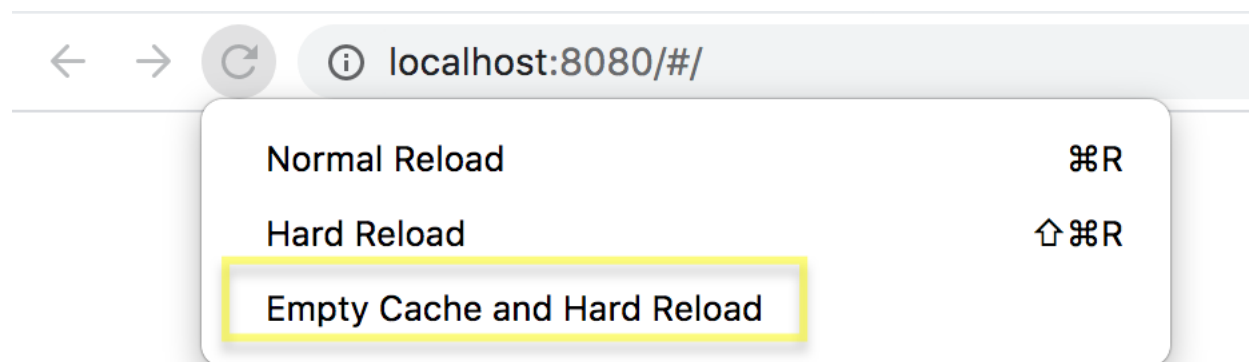 localhost:8080/#/
Normal Reload ⌘R
Hard Reload ⇧⌘R
Empty Cache and Hard Reload